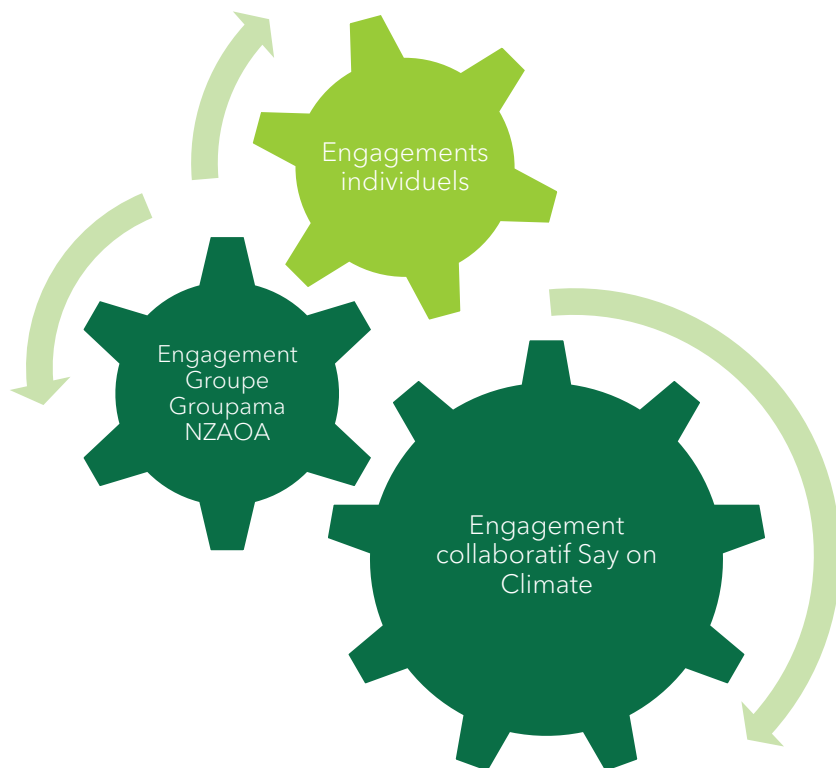 Engagements
individuels
Engagement
Groupe
Groupama
NZAOA
Engagement
collaboratif Say on
Climate